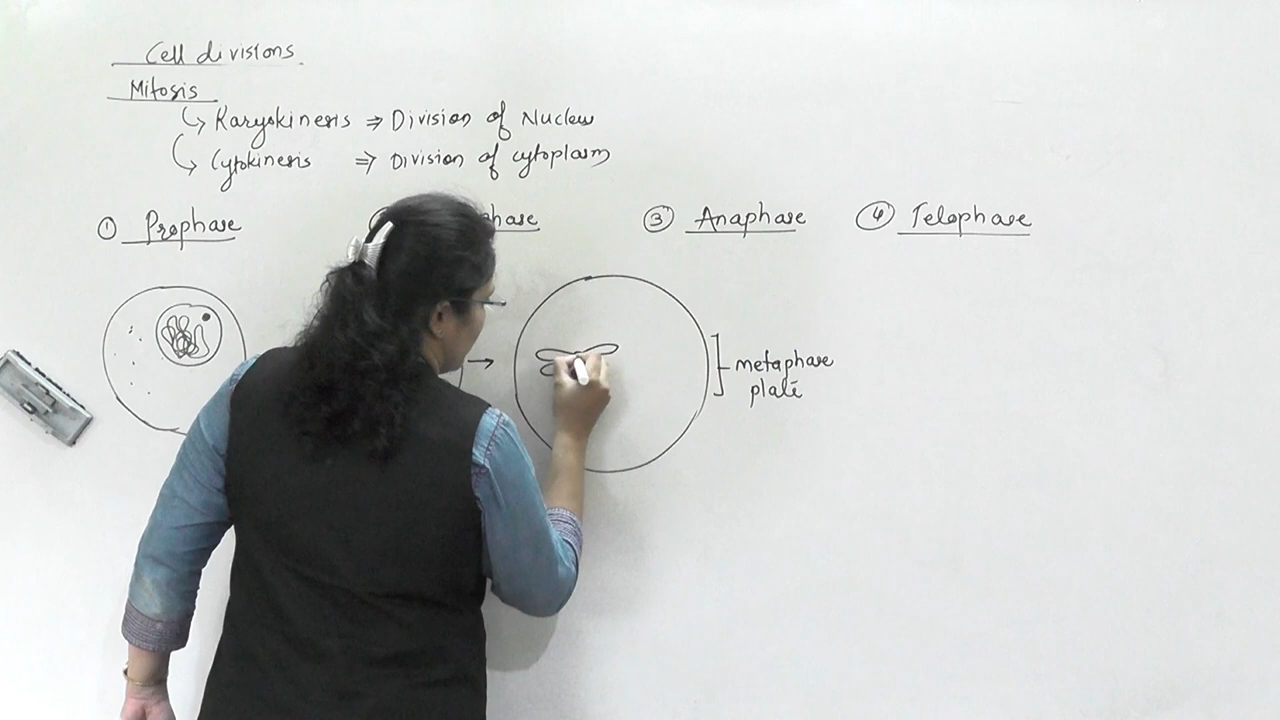 Cell divisions
Mitosis
↳ Karyokinesis ⇒ Division of Nucleus
↳ Cytokinesis ⇒ Division of cytoplasm
① Prophase hase ③ Anaphase ④ Telophase
→ metaphase
plate